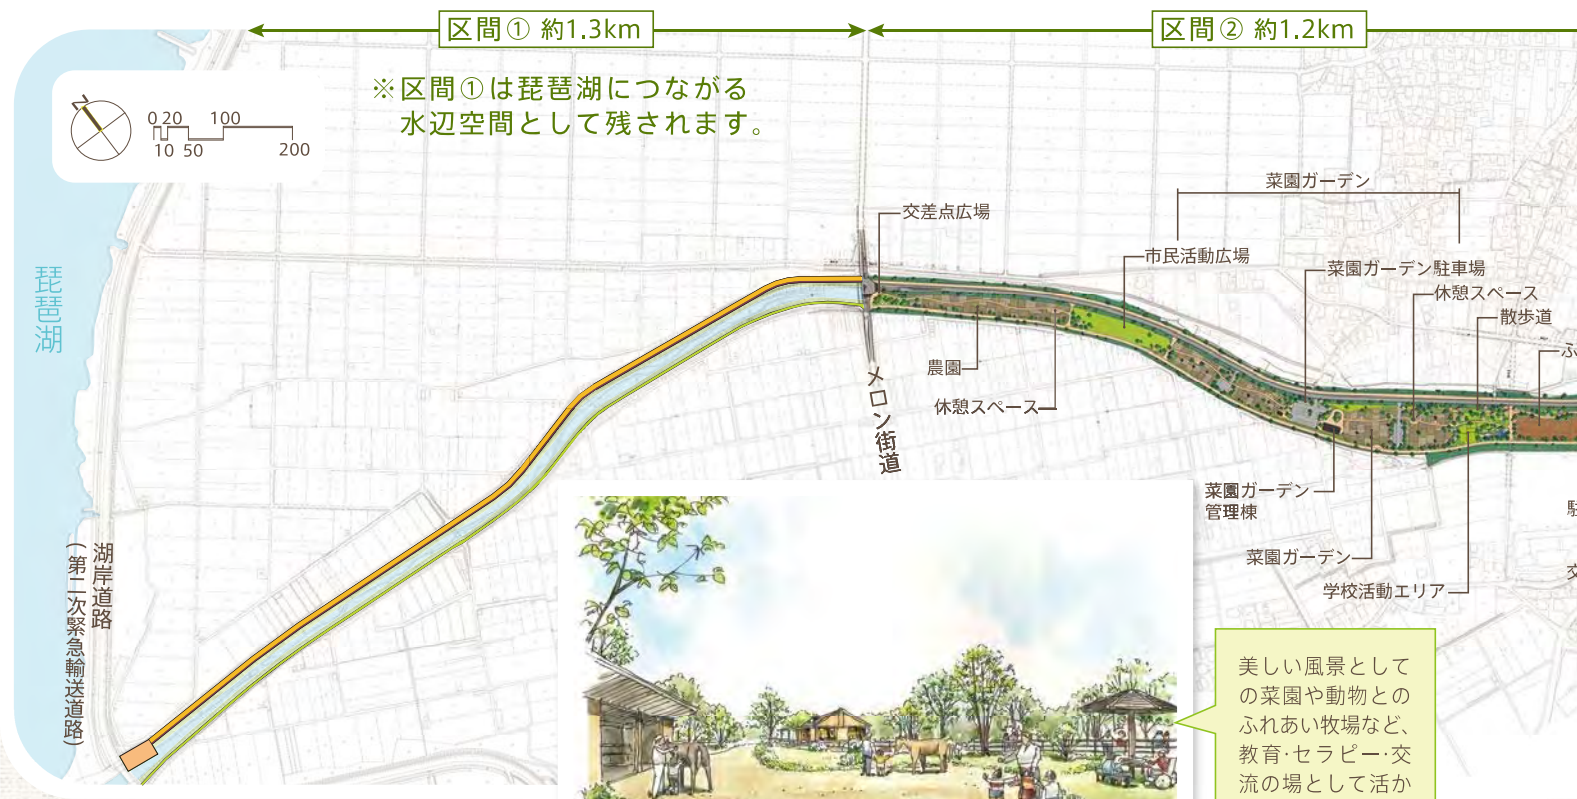 区間① 約1.3km
区間② 約1.2km
※区間①は琵琶湖につながる
水辺空間として残されます。
0 20 100
10 50 200
琵琶湖
湖岸道路
(第二次緊急輸送道路)
メロン街道
交差点広場
農園
休憩スペース
市民活動広場
菜園ガーデン
菜園ガーデン駐車場
休憩スペース
散歩道
ふ
菜園ガーデン
管理棟
菜園ガーデン
学校活動エリア
美しい風景として
の菜園や動物との
ふれあい牧場など、
教育・セラピー・交
流の場として活か